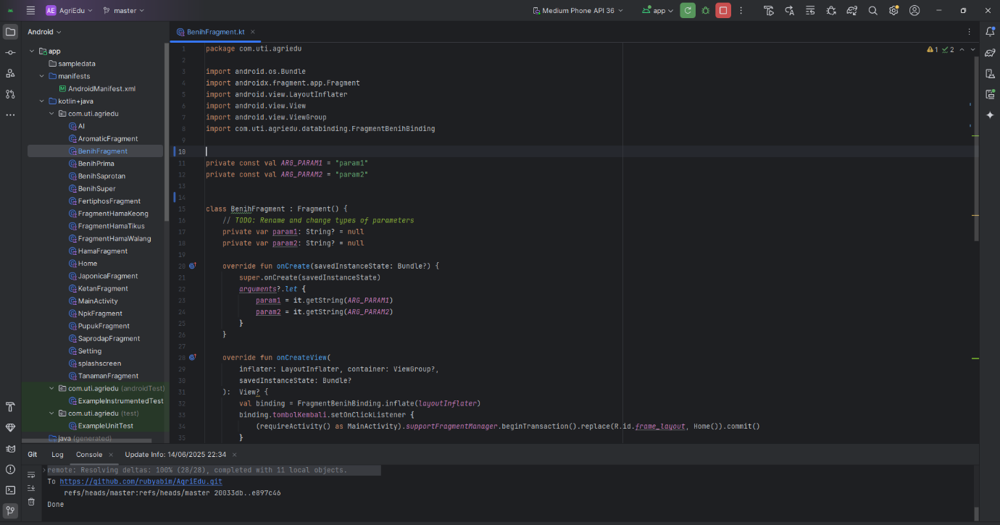 AE AgriEdu master Medium Phone API 36 app
Android
BenihFragment.kt
app
sampledata
manifests
AndroidManifest.xml
kotlin+java
com.uti.agriedu
AI
AromaticFragment
BenihFragment
BenihPrima
BenihSaprotan
BenihSuper
FertiphosFragment
FragmentHamaKeong
FragmentHamaTikus
FragmentHamaWalang
HamaFragment
Home
JaponicaFragment
KetanFragment
MainActivity
NpkFragment
PupukFragment
SaprodapFragment
Setting
splashscreen
TanamanFragment
com.uti.agriedu (androidTest)
ExampleInstrumentedTest
com.uti.agriedu (test)
ExampleUnitTest
java (generated)
1 package com.uti.agriedu
2
3 import android.os.Bundle
4 import androidx.fragment.app.Fragment
5 import android.view.LayoutInflater
6 import android.view.View
7 import android.view.ViewGroup
8 import com.uti.agriedu.databinding.FragmentBenihBinding
9
10
11 private const val ARG_PARAM1 = "param1"
12 private const val ARG_PARAM2 = "param2"
13
14
15 class BenihFragment : Fragment() {
16 // TODO: Rename and change types of parameters
17 private var param1: String? = null
18 private var param2: String? = null
19
20 override fun onCreate(savedInstanceState: Bundle?) {
21 super.onCreate(savedInstanceState)
22 arguments?.let {
23 param1 = it.getString(ARG_PARAM1)
24 param2 = it.getString(ARG_PARAM2)
25 }
26 }
27
28 override fun onCreateView(
29 inflater: LayoutInflater, container: ViewGroup?,
30 savedInstanceState: Bundle?
31 ): View? {
32 val binding = FragmentBenihBinding.inflate(layoutInflater)
33 binding.tombolKembali.setOnClickListener {
34 (requireActivity() as MainActivity).supportFragmentManager.beginTransaction().replace(R.id.frame_layout, Home()).commit()
35 }
1 2
Git Log Console Update Info: 14/06/2025 22:34
remote: Resolving deltas: 100% (28/28), completed with 11 local objects.
To https://github.com/rubyabim/AgriEdu.git
refs/heads/master:refs/heads/master 20033db..e897c46
Done